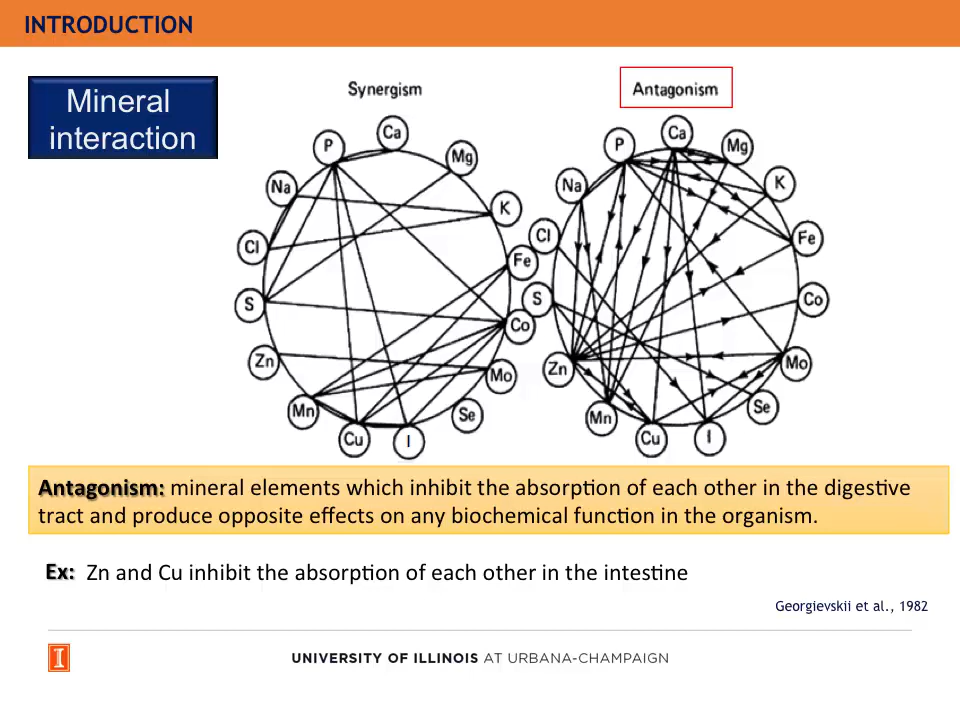 INTRODUCTION
Mineral
interaction
Synergism
Antagonism
Ca
P
Mg
Na
K
Cl
Fe
S
Co
Zn
Mo
Mn
Se
Cu
I
Ca
P
Mg
Na
K
Cl
Fe
S
Co
Zn
Mo
Mn
Se
Cu
I
Antagonism: mineral elements which inhibit the absorption of each other in the digestive
tract and produce opposite effects on any biochemical function in the organism.
Ex: Zn and Cu inhibit the absorption of each other in the intestine
Georgievskii et al., 1982
I
UNIVERSITY OF ILLINOIS AT URBANA-CHAMPAIGN